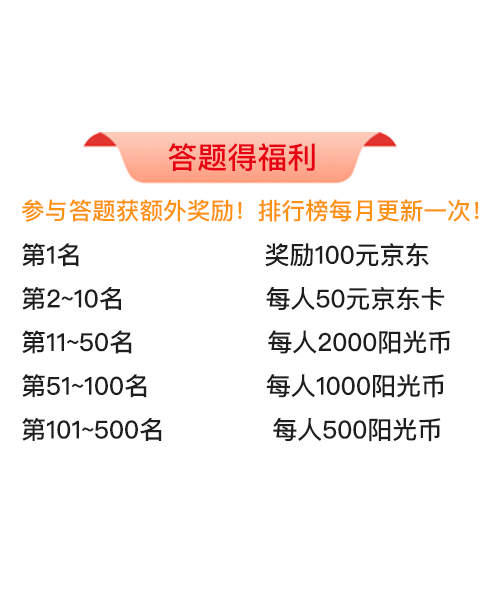 答题得福利
参与答题获额外奖励！排行榜每月更新一次！
第1名 奖励100元京东
第2~10名 每人50元京东卡
第11~50名 每人2000阳光币
第51~100名 每人1000阳光币
第101~500名 每人500阳光币